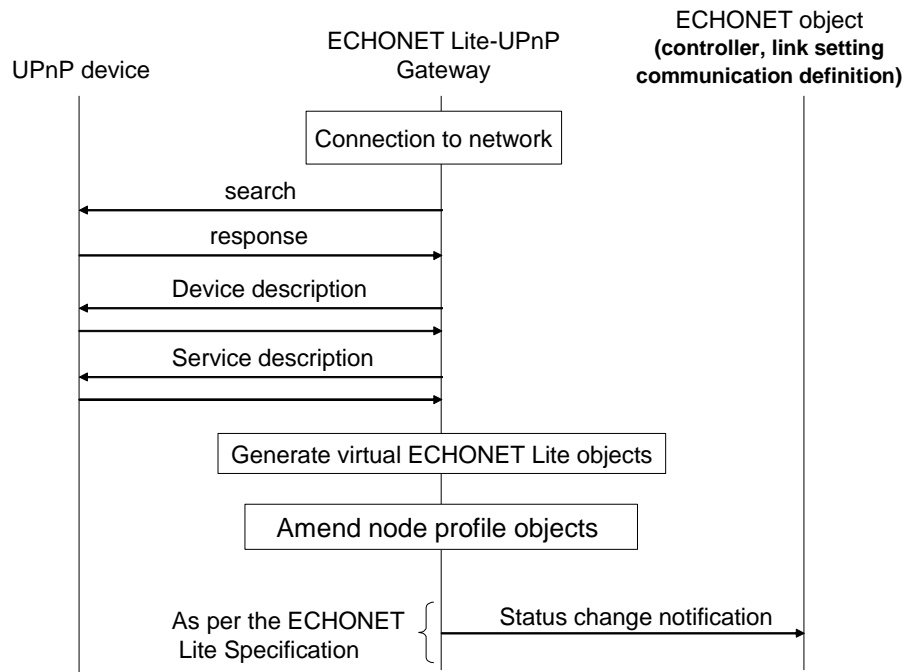 UPnP device
ECHONET Lite-UPnP
Gateway
ECHONET object
(controller, link setting
communication definition)
Connection to network
search
response
Device description
Service description
Generate virtual ECHONET Lite objects
Amend node profile objects
As per the ECHONET
Lite Specification
Status change notification